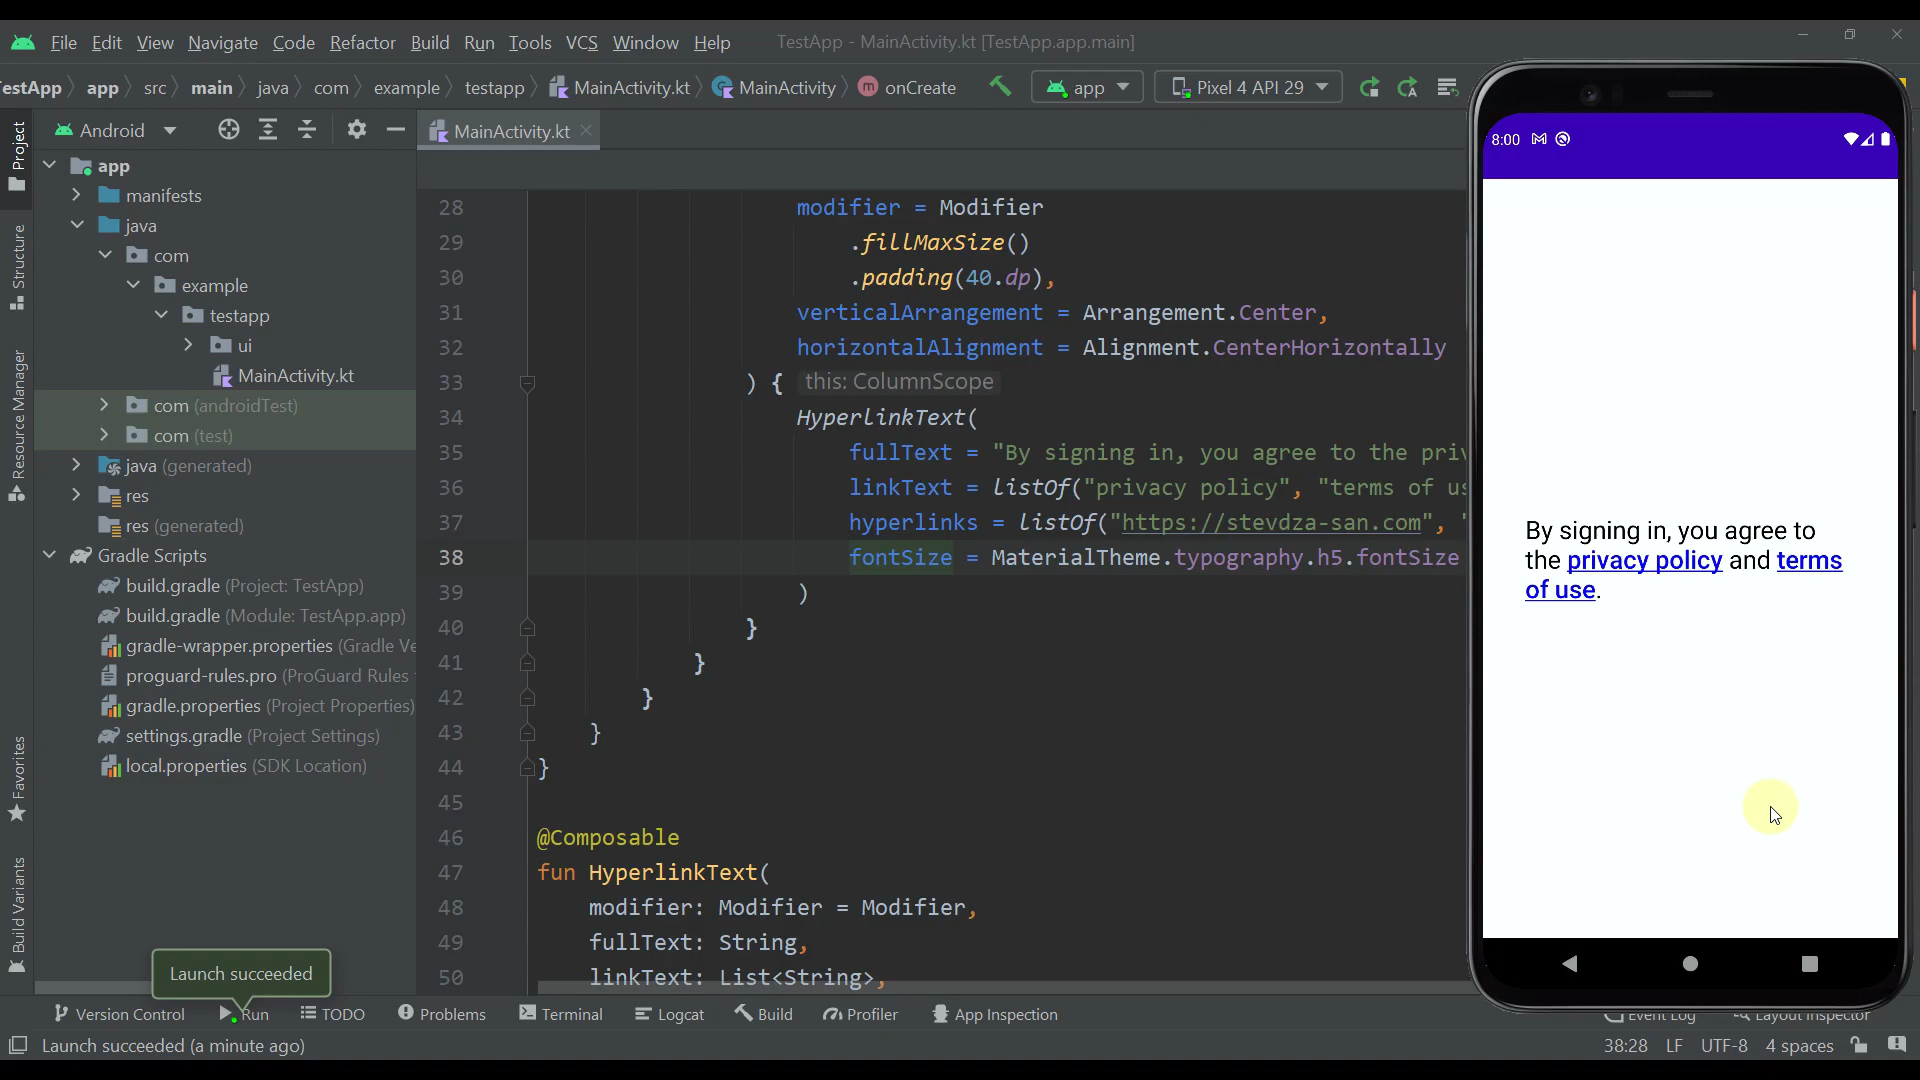 File Edit View Navigate Code Refactor Build Run Tools VCS Window Help TestApp - MainActivity.kt [TestApp.app.main]
TestApp app src main java com example testapp MainActivity.kt MainActivity onCreate app Pixel 4 API 29
Android
MainActivity.kt
Project
Structure
Resource Manager
Favorites
Build Variants
app
manifests
java
com
example
testapp
ui
MainActivity.kt
com (androidTest)
com (test)
java (generated)
res
res (generated)
Gradle Scripts
build.gradle (Project: TestApp)
build.gradle (Module: TestApp.app)
gradle-wrapper.properties (Gradle Ve
proguard-rules.pro (ProGuard Rules
gradle.properties (Project Properties)
settings.gradle (Project Settings)
local.properties (SDK Location)
28 modifier = Modifier
29 .fillMaxSize()
30 .padding(40.dp),
31 verticalArrangement = Arrangement.Center,
32 horizontalAlignment = Alignment.CenterHorizontally
33 ) { this: ColumnScope
34 HyperlinkText(
35 fullText = "By signing in, you agree to the priv
36 linkText = listOf("privacy policy", "terms of us
37 hyperlinks = listOf("https://stevdza-san.com", "
38 fontSize = MaterialTheme.typography.h5.fontSize
39 )
40 }
41 }
42 }
43 }
44 }
45
46 @Composable
47 fun HyperlinkText(
48 modifier: Modifier = Modifier,
49 fullText: String,
50 linkText: List<String>,
8:00
By signing in, you agree to
the privacy policy and terms
of use.
Launch succeeded
Version Control Run TODO Problems Terminal Logcat Build Profiler App Inspection Event Log Layout Inspector
Launch succeeded (a minute ago) 38:28 LF UTF-8 4 spaces